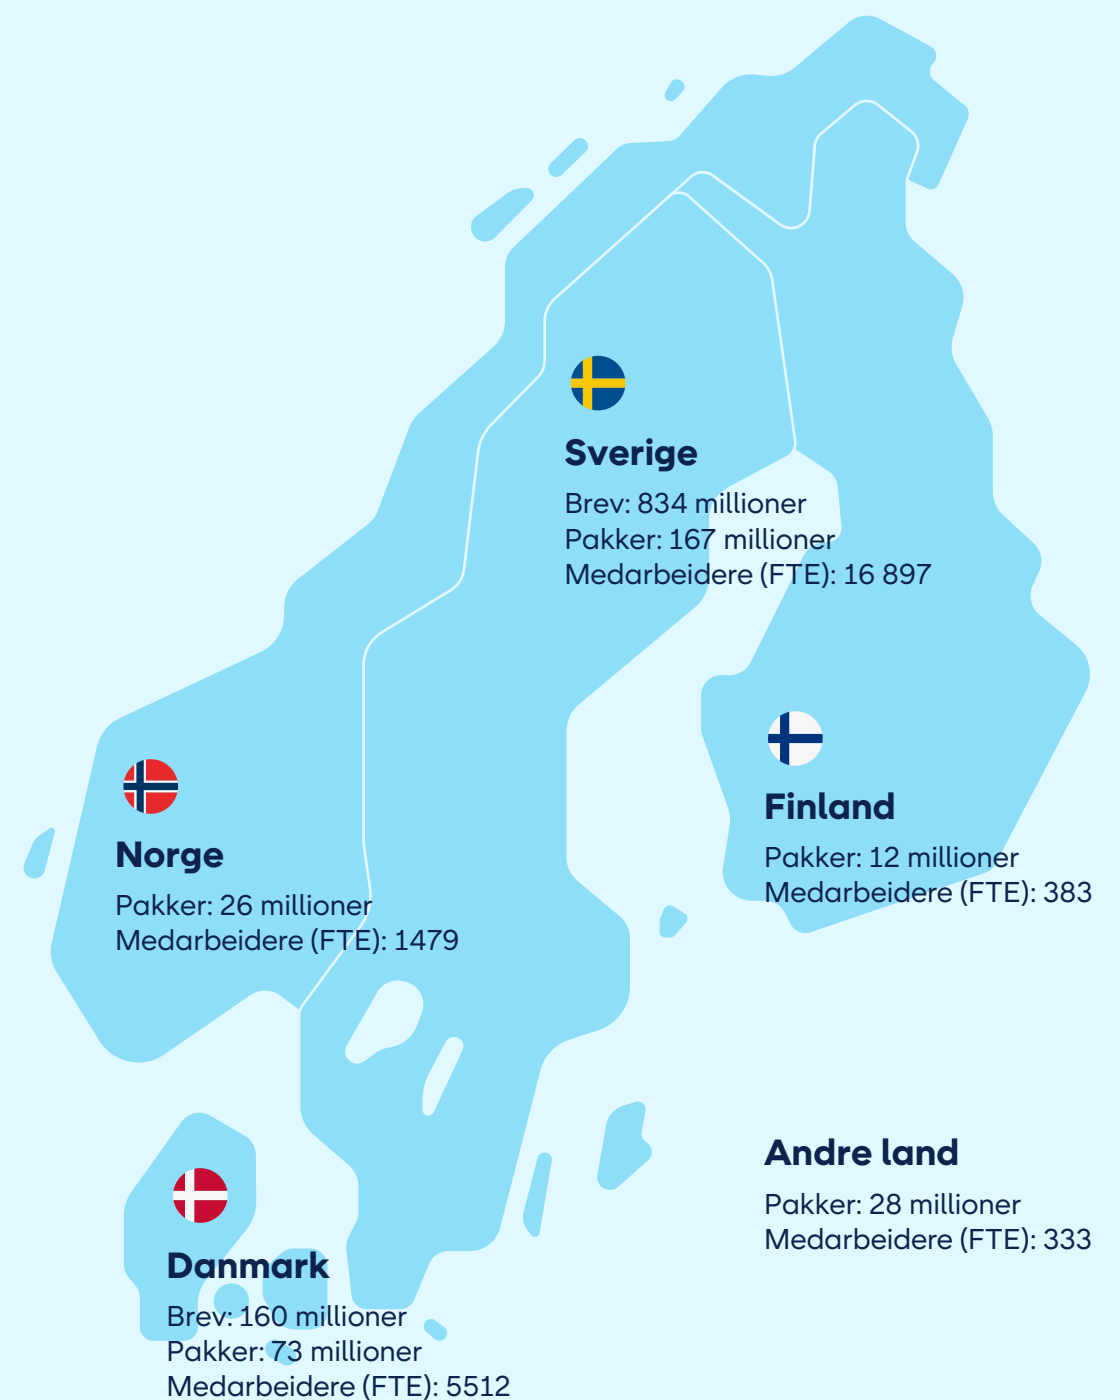 Sverige
Brev: 834 millioner
Pakker: 167 millioner
Medarbeidere (FTE): 16 897
Finland
Pakker: 12 millioner
Medarbeidere (FTE): 383
Norge
Pakker: 26 millioner
Medarbeidere (FTE): 1479
Andre land
Pakker: 28 millioner
Medarbeidere (FTE): 333
Danmark
Brev: 160 millioner
Pakker: 73 millioner
Medarbeidere (FTE): 5512